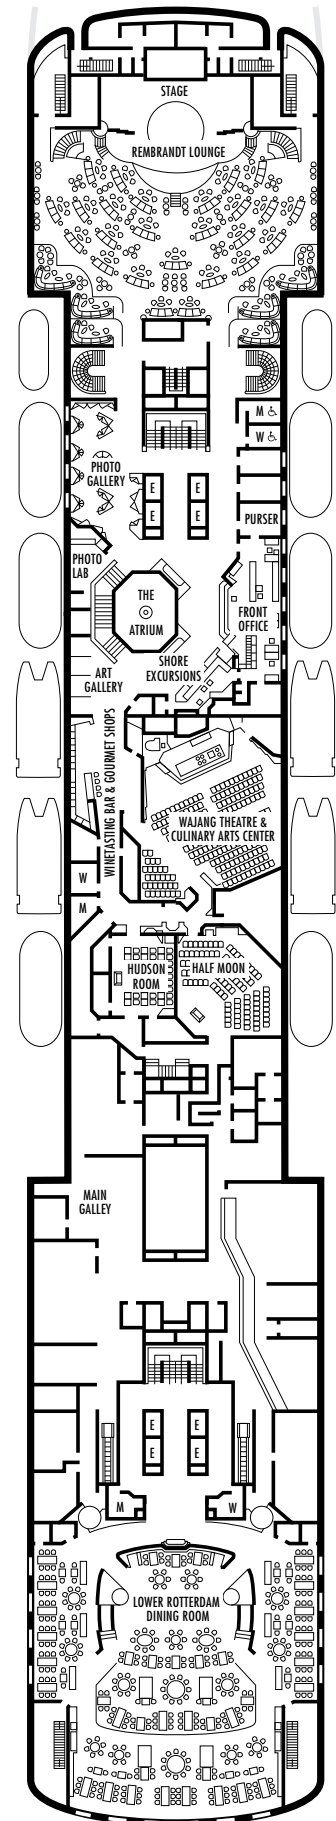 STAGE
REMBRANDT LOUNGE
M
W
PHOTO
GALLERY
E
E
E
E
PURSER
PHOTO
LAB
THE
ATRIUM
FRONT
OFFICE
SHORE
EXCURSIONS
ART
GALLERY
WINETASTING BAR & GOURMET SHOPS
WAJANG THEATRE &
CULINARY ARTS CENTER
W
M
HUDSON
ROOM
HALF MOON
MAIN
GALLEY
E
E
E
E
M
W
LOWER ROTTERDAM
DINING ROOM